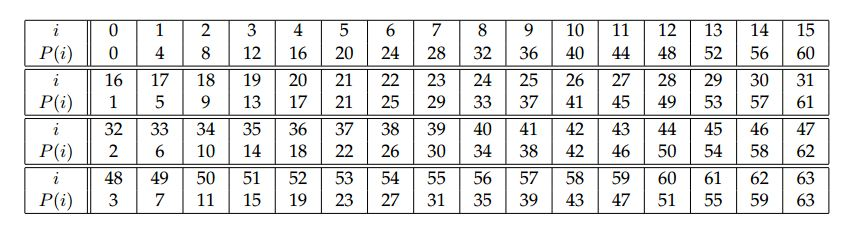 i 0 1 2 3 4 5 6 7 8 9 10 11 12 13 14 15
P(i) 0 4 8 12 16 20 24 28 32 36 40 44 48 52 56 60
i 16 17 18 19 20 21 22 23 24 25 26 27 28 29 30 31
P(i) 1 5 9 13 17 21 25 29 33 37 41 45 49 53 57 61
i 32 33 34 35 36 37 38 39 40 41 42 43 44 45 46 47
P(i) 2 6 10 14 18 22 26 30 34 38 42 46 50 54 58 62
i 48 49 50 51 52 53 54 55 56 57 58 59 60 61 62 63
P(i) 3 7 11 15 19 23 27 31 35 39 43 47 51 55 59 63